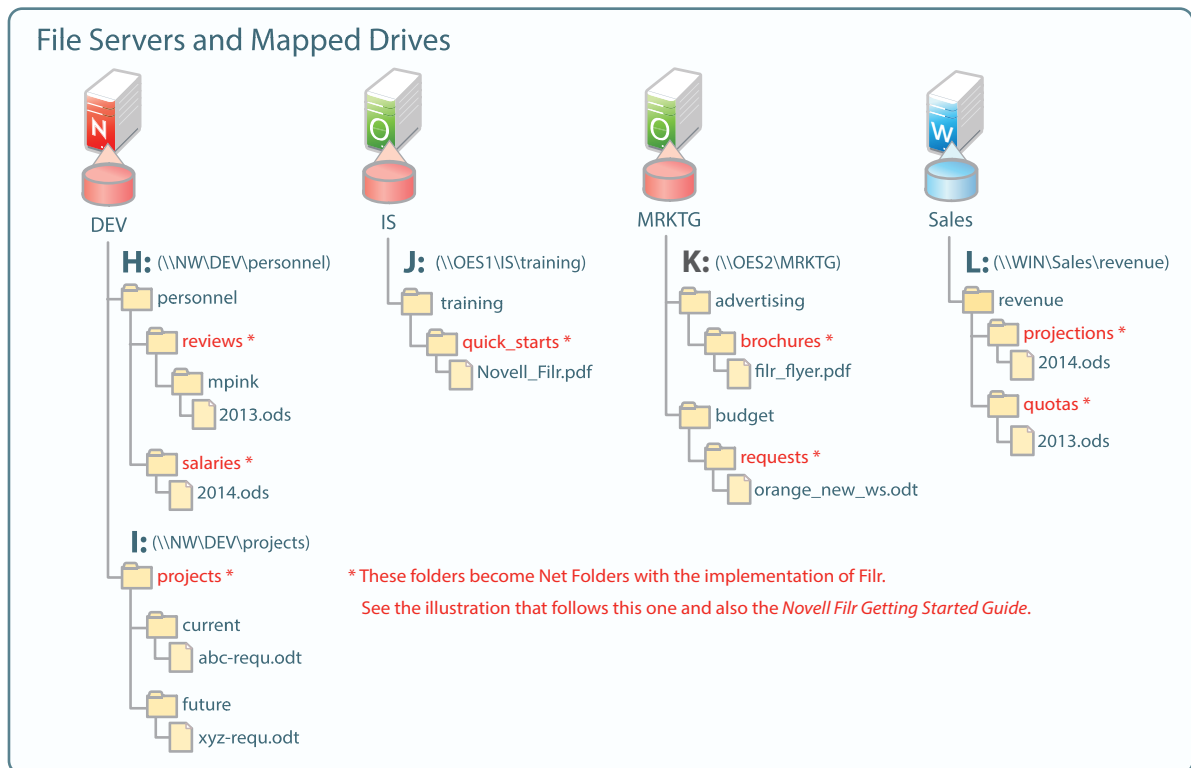 File Servers and Mapped Drives
N
O
O
W
DEV
IS
MRKTG
Sales
H: (\\NW\DEV\personnel)
personnel
reviews *
mpink
2013.ods
salaries *
2014.ods
I: (\\NW\DEV\projects)
projects *
current
abc-requ.odt
future
xyz-requ.odt
J: (\\OES1\IS\training)
training
quick_starts *
Novell_Filr.pdf
K: (\\OES2\MRKTG)
advertising
brochures *
filr_flyer.pdf
budget
requests *
orange_new_ws.odt
L: (\\WIN\Sales\revenue)
revenue
projections *
2014.ods
quotas *
2013.ods
* These folders become Net Folders with the implementation of Filr.
See the illustration that follows this one and also the Novell Filr Getting Started Guide.